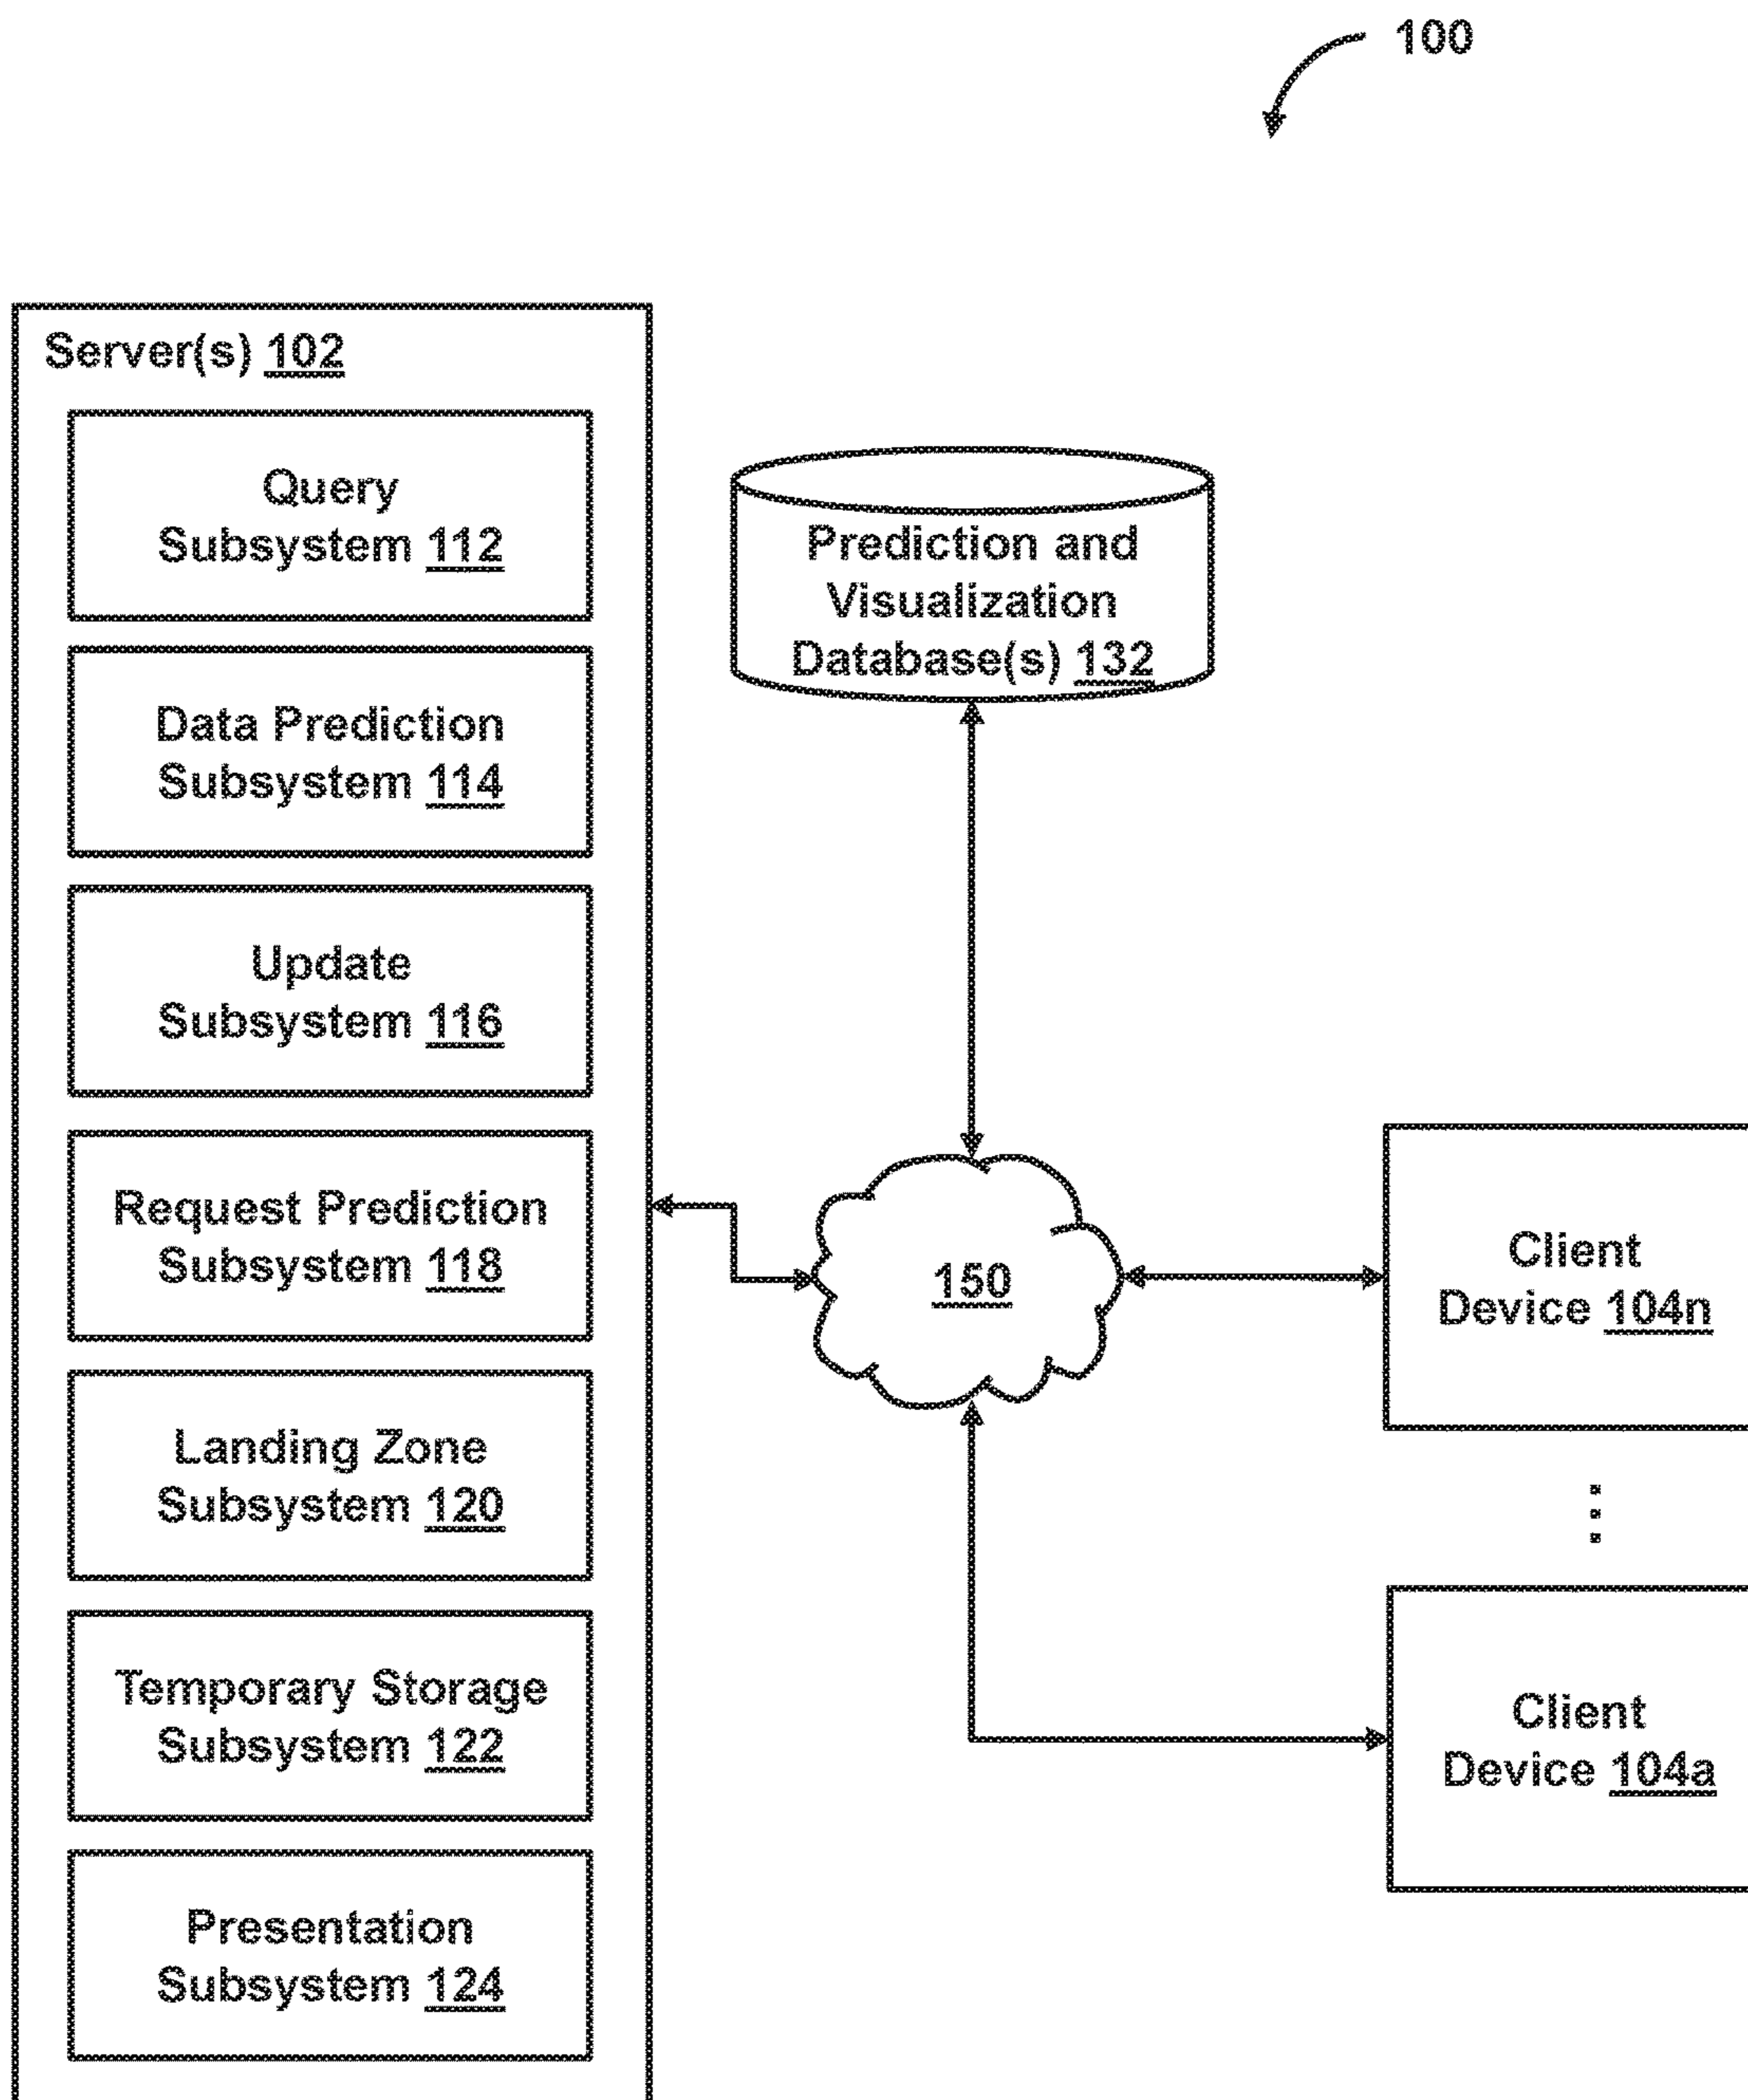 100
Server(s) 102
Query
Subsystem 112
Data Prediction
Subsystem 114
Update
Subsystem 116
Request Prediction
Subsystem 118
Landing Zone
Subsystem 120
Temporary Storage
Subsystem 122
Presentation
Subsystem 124
Prediction and
Visualization
Database(s) 132
150
Client
Device 104n
Client
Device 104a